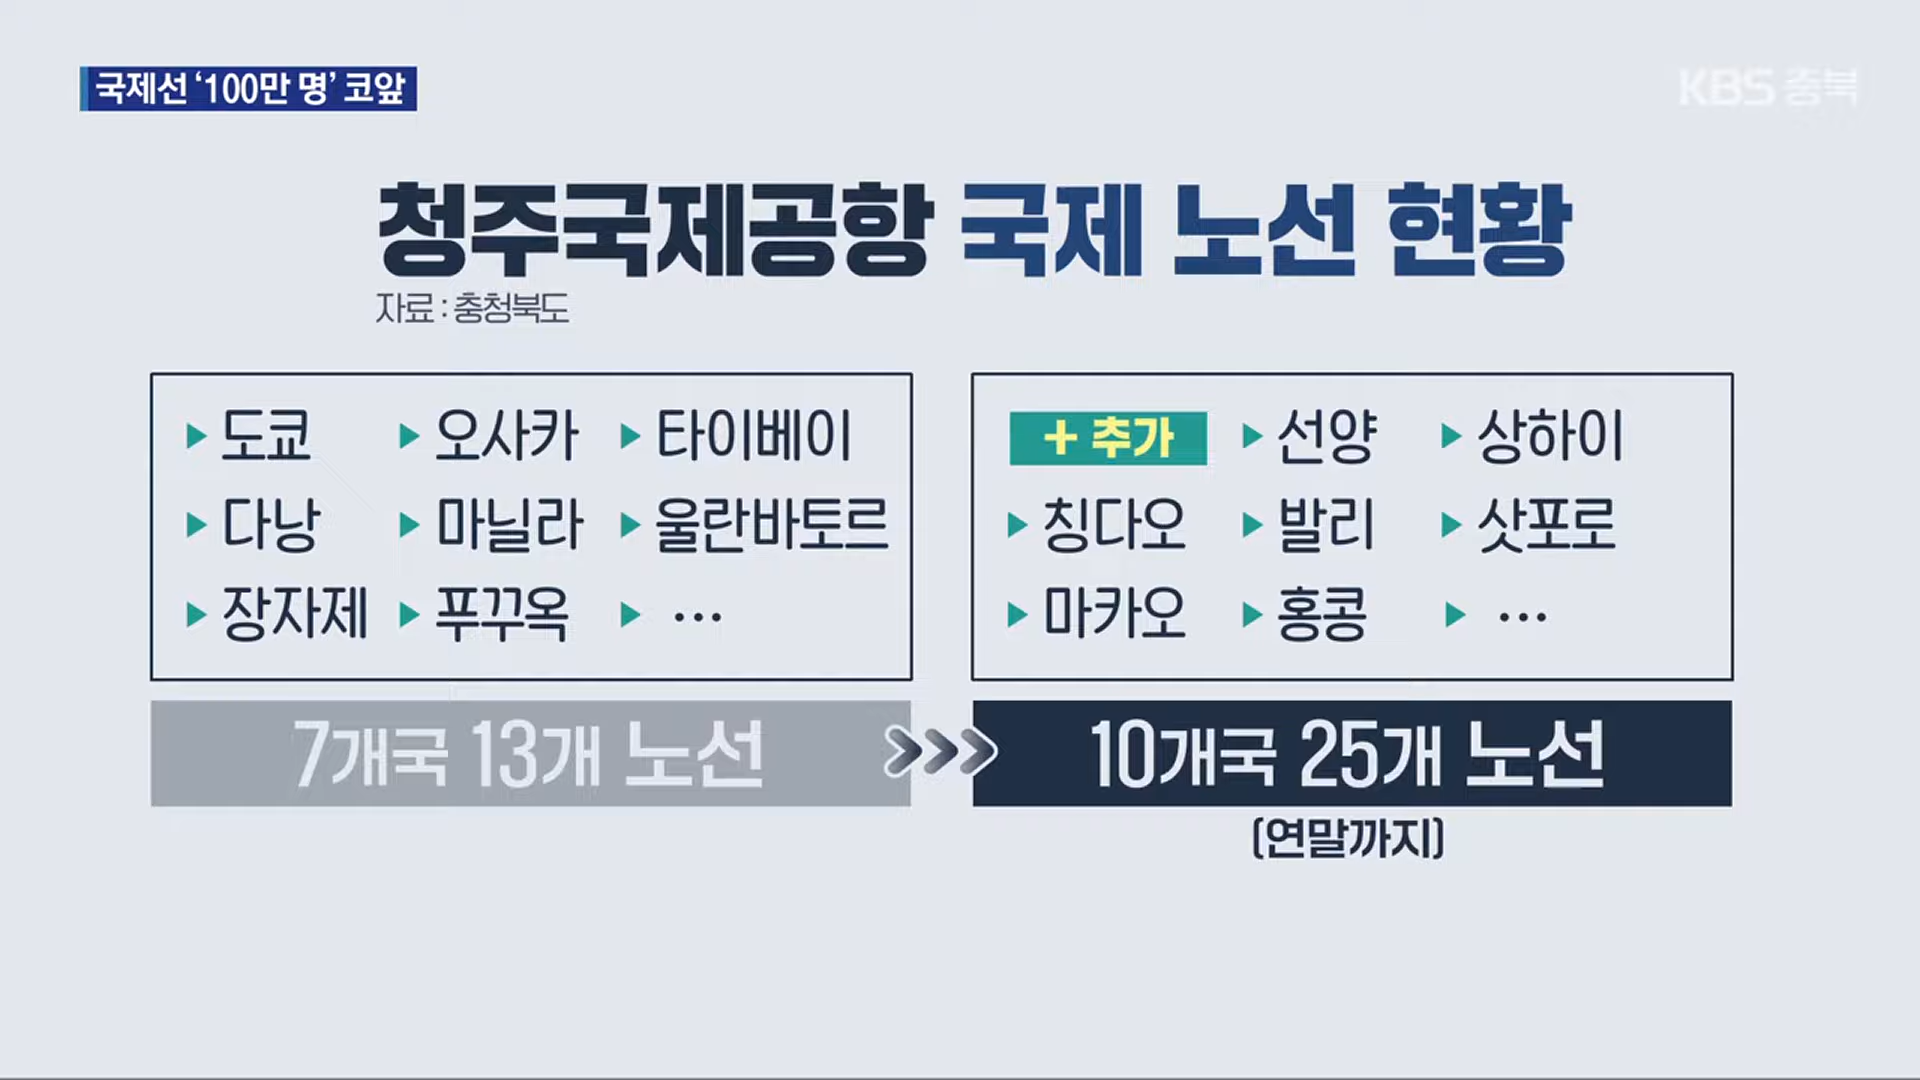 국제선 ‘100만 명’ 코앞
KBS 충북
청주국제공항 국제 노선 현황
자료 : 충청북도
▶ 도쿄 ▶ 오사카 ▶ 타이베이
▶ 다낭 ▶ 마닐라 ▶ 울란바토르
▶ 장자제 ▶ 푸꾸옥 ▶ …
7개국 13개 노선
+ 추가 ▶ 선양 ▶ 상하이
▶ 칭다오 ▶ 발리 ▶ 삿포로
▶ 마카오 ▶ 홍콩 ▶ …
10개국 25개 노선
(연말까지)